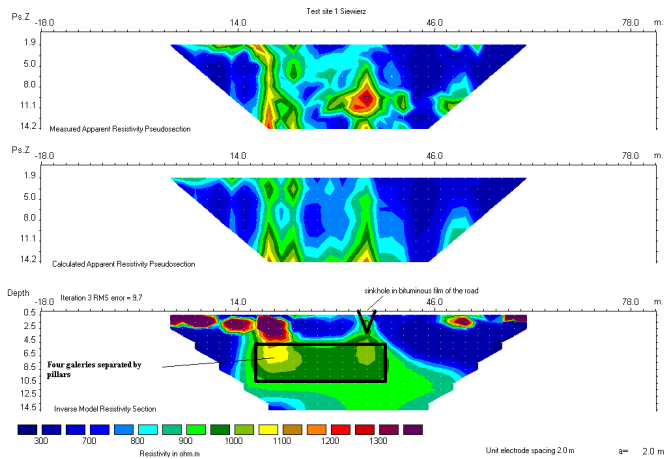 Test site 1 Siewierz
Ps.Z
-18.0 14.0 46.0 78.0 m.
1.9
5.0
8.0
11.1
14.2
Measured Apparent Resistivity Pseudosection
Ps.Z
-18.0 14.0 46.0 78.0 m.
1.9
5.0
8.0
11.1
14.2
Calculated Apparent Resistivity Pseudosection
sinkhole in bituminous film of the road
Depth Iteration 3 RMS error = 9,7
-18.0 14.0 46.0 78.0 m.
0.5
2.5
4.5
6.5
8.5
10.5
12.5
14.5
Four galeries separated by
pillars
Inverse Model Resistivity Section
300 700 800 900 1000 1100 1200 1300
Resistivity in ohm.m
Unit electrode spacing 2.0 m a= 2.0 m